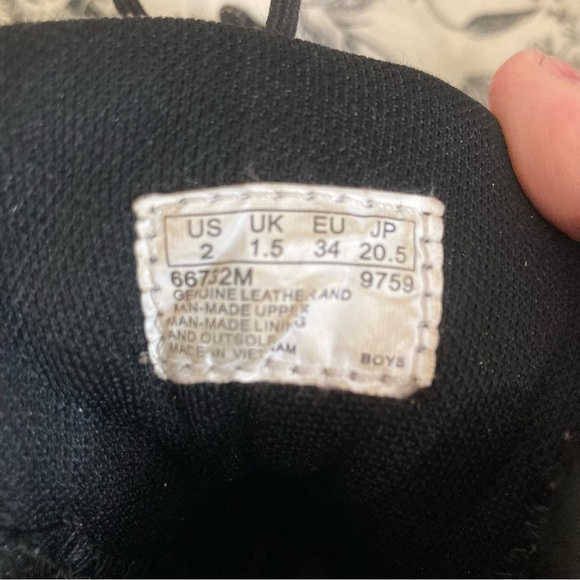 US UK EU JP
2 1.5 34 20.5
66732M 9759
GENUINE LEATHER AND
MAN-MADE UPPER
MAN-MADE LINING
AND OUTSOLE
MADE IN VIETNAM BOYS